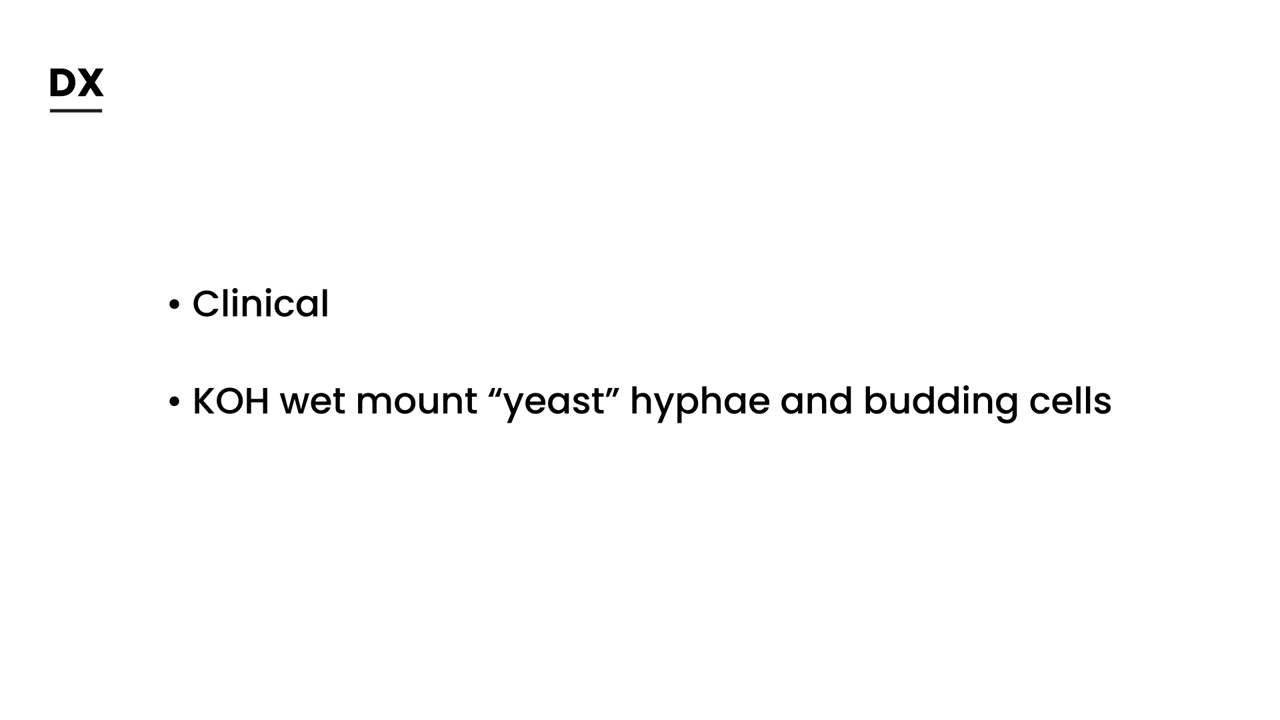 DX
• Clinical
• KOH wet mount “yeast” hyphae and budding cells